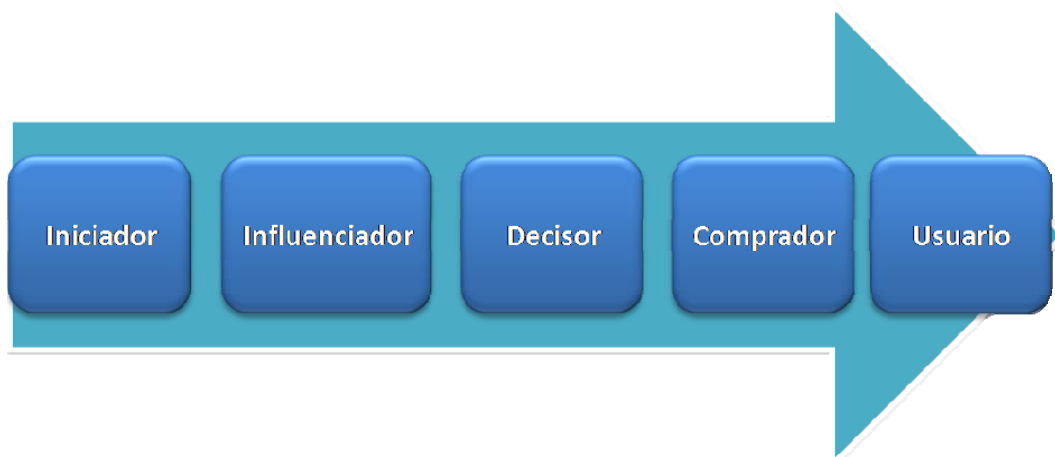 Iniciador
Influenciador
Decisor
Comprador
Usuario